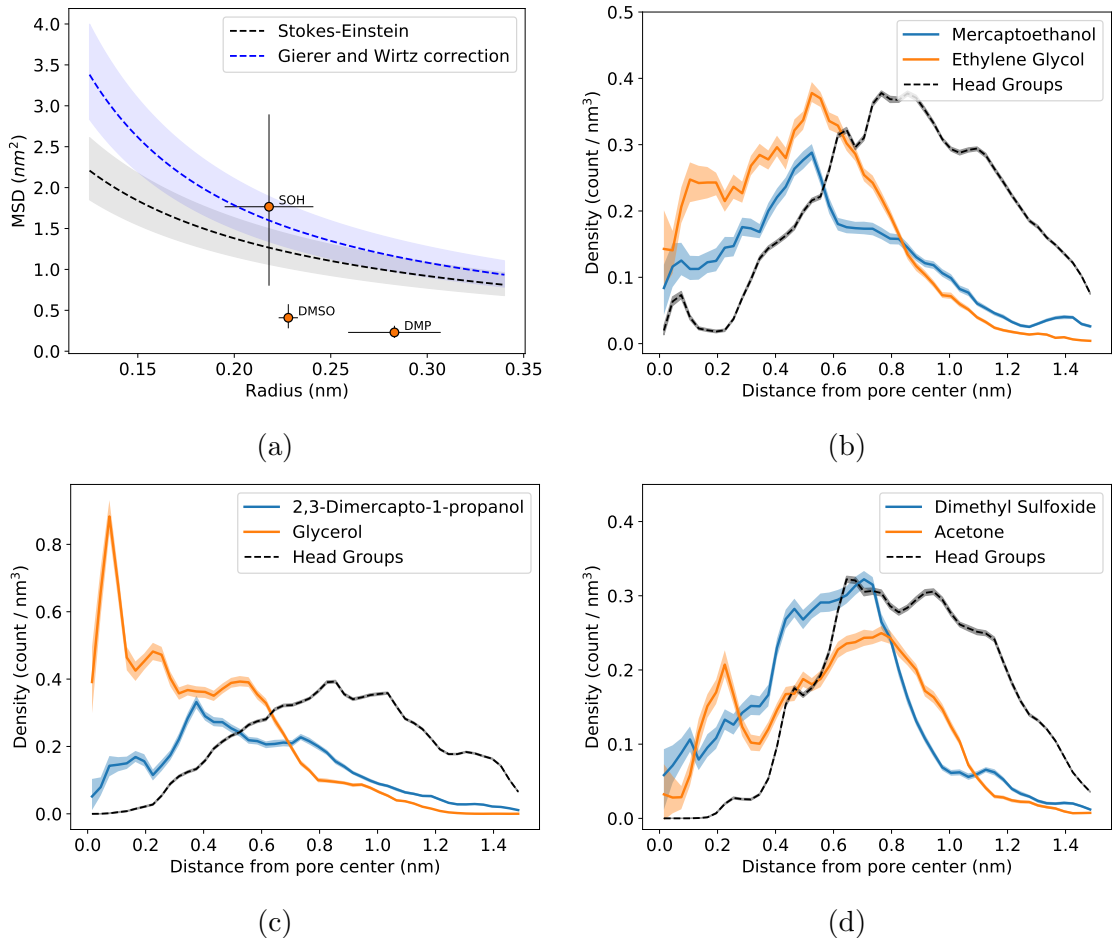 4.0
3.5
3.0
2.5
2.0
1.5
1.0
0.5
0.0
MSD (nm²)
Stokes-Einstein
Gierer and Wirtz correction
SOH
DMSO
DMP
0.15 0.20 0.25 0.30 0.35
Radius (nm)
(a)
0.5
0.4
0.3
0.2
0.1
0.0
Density (count / nm³)
Mercaptoethanol
Ethylene Glycol
Head Groups
0.0 0.2 0.4 0.6 0.8 1.0 1.2 1.4
Distance from pore center (nm)
(b)
0.8
0.6
0.4
0.2
0.0
Density (count / nm³)
2,3-Dimercapto-1-propanol
Glycerol
Head Groups
0.0 0.2 0.4 0.6 0.8 1.0 1.2 1.4
Distance from pore center (nm)
(c)
0.4
0.3
0.2
0.1
0.0
Density (count / nm³)
Dimethyl Sulfoxide
Acetone
Head Groups
0.0 0.2 0.4 0.6 0.8 1.0 1.2 1.4
Distance from pore center (nm)
(d)